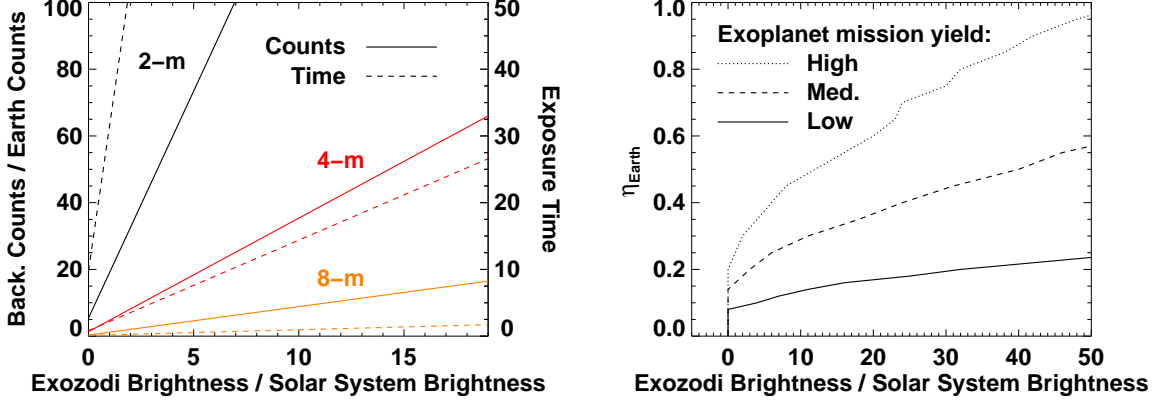 Back. Counts / Earth Counts
100
80
60
40
20
0
2−m
Counts
Time
4−m
8−m
50
40
30
20
10
0
Exposure Time
0 5 10 15
Exozodi Brightness / Solar System Brightness
η Earth
1.0
0.8
0.6
0.4
0.2
0.0
Exoplanet mission yield:
High
Med.
Low
0 10 20 30 40 50
Exozodi Brightness / Solar System Brightness